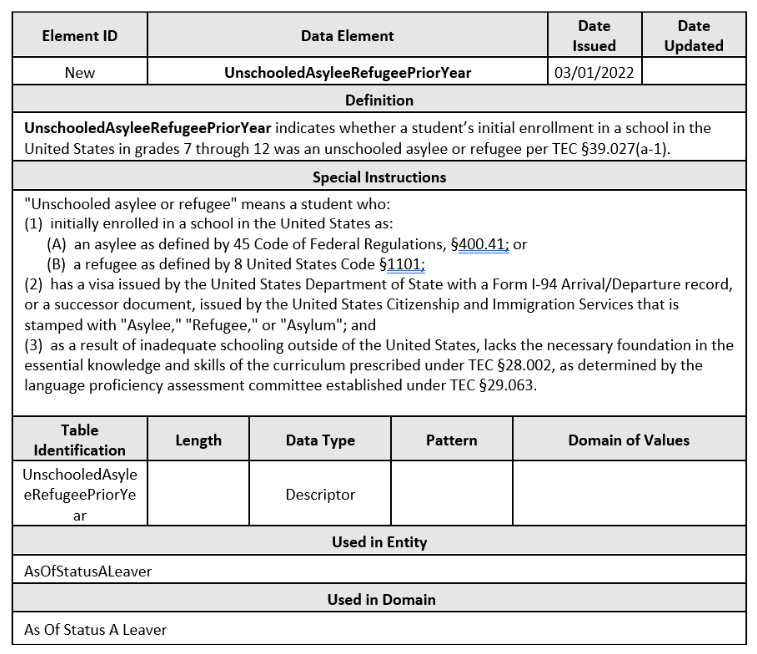 Element ID
Data Element
Date
Issued
Date
Updated
New
UnschooledAsyleeRefugeePriorYear
03/01/2022
Definition
UnschooledAsyleeRefugeePriorYear indicates whether a student's initial enrollment in a school in the
United States in grades 7 through 12 was an unschooled asylee or refugee per TEC §39.027(a-1).
Special Instructions
"Unschooled asylee or refugee" means a student who:
(1) initially enrolled in a school in the United States as:
(A) an asylee as defined by 45 Code of Federal Regulations, §400.41; or
(B) a refugee as defined by 8 United States Code §1101;
(2) has a visa issued by the United States Department of State with a Form I-94 Arrival/Departure record,
or a successor document, issued by the United States Citizenship and Immigration Services that is
stamped with "Asylee," "Refugee," or "Asylum"; and
(3) as a result of inadequate schooling outside of the United States, lacks the necessary foundation in the
essential knowledge and skills of the curriculum prescribed under TEC §28.002, as determined by the
language proficiency assessment committee established under TEC §29.063.
Table
Identification
Length
Data Type
Pattern
Domain of Values
UnschooledAsyle
eRefugeePriorYe
ar
Descriptor
Used in Entity
AsOfStatusALeaver
Used in Domain
As Of Status A Leaver